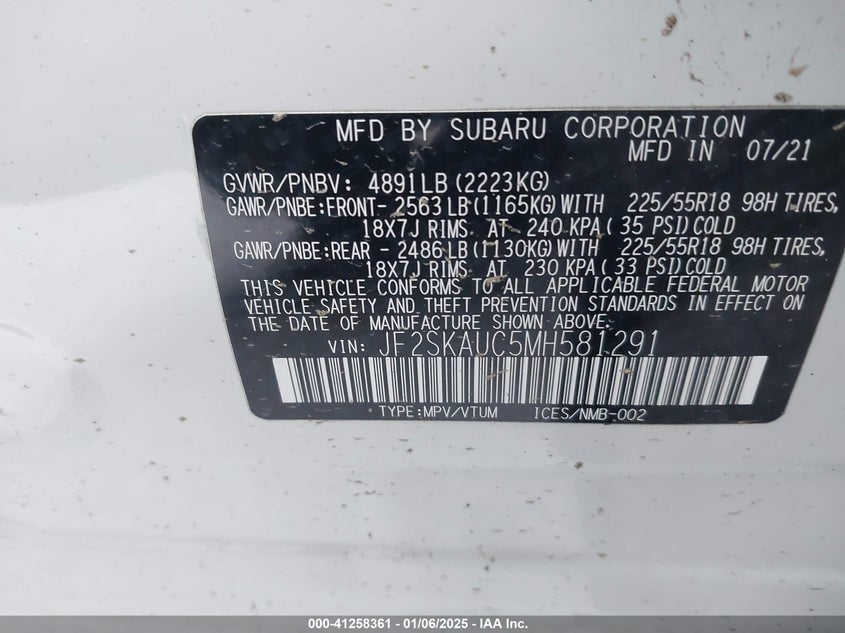 MFD BY SUBARU CORPORATION
MFD IN 07/21
GVWR/PNBV: 4891LB (2223KG)
GAWR/PNBE:FRONT- 2563LB(1165KG)WITH 225/55R18 98H TIRES,
18X7J RIMS AT 240 KPA( 35 PSI)COLD
GAWR/PNBE:REAR - 2486LB(1130KG)WITH 225/55R18 98H TIRES,
18X7J RIMS AT 230 KPA( 33 PSI)COLD
THIS VEHICLE CONFORMS TO ALL APPLICABLE FEDERAL MOTOR
VEHICLE SAFETY AND THEFT PREVENTION STANDARDS IN EFFECT ON
THE DATE OF MANUFACTURE SHOWN ABOVE.
VIN: JF2SKAUC5MH581291
TYPE:MPV/VTUM ICES/NMB-002
000-41258361 - 01/06/2025 - IAA Inc.